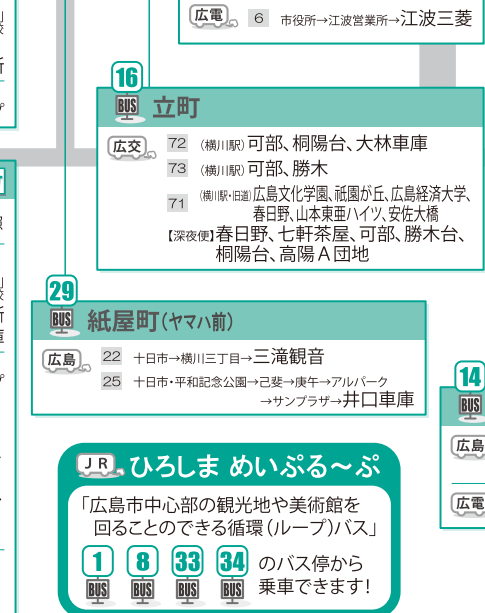 広電 6 市役所→江波営業所→江波三菱
16
BUS 立町
広交 72 (横川駅)可部、桐陽台、大林車庫
73 (横川駅)可部、勝木
71 (横川駅・旧道)広島文化学園、祇園が丘、広島経済大学、
春日野、山本東亜ハイツ、安佐大橋
【深夜便】春日野、七軒茶屋、可部、勝木台、
桐陽台、高陽A団地
29
BUS 紙屋町(ヤマハ前)
広島 22 十日市→横川三丁目→三滝観音
25 十日市・平和記念公園→己斐→庚午→アルパーク
→サンプラザ→井口車庫
14
BUS
広島
広電
JR ひろしま めいぷる～ぷ
「広島市中心部の観光地や美術館を
回ることのできる循環(ループ)バス」
1 8 33 34 のバス停から
BUS BUS BUS BUS 乗車できます!